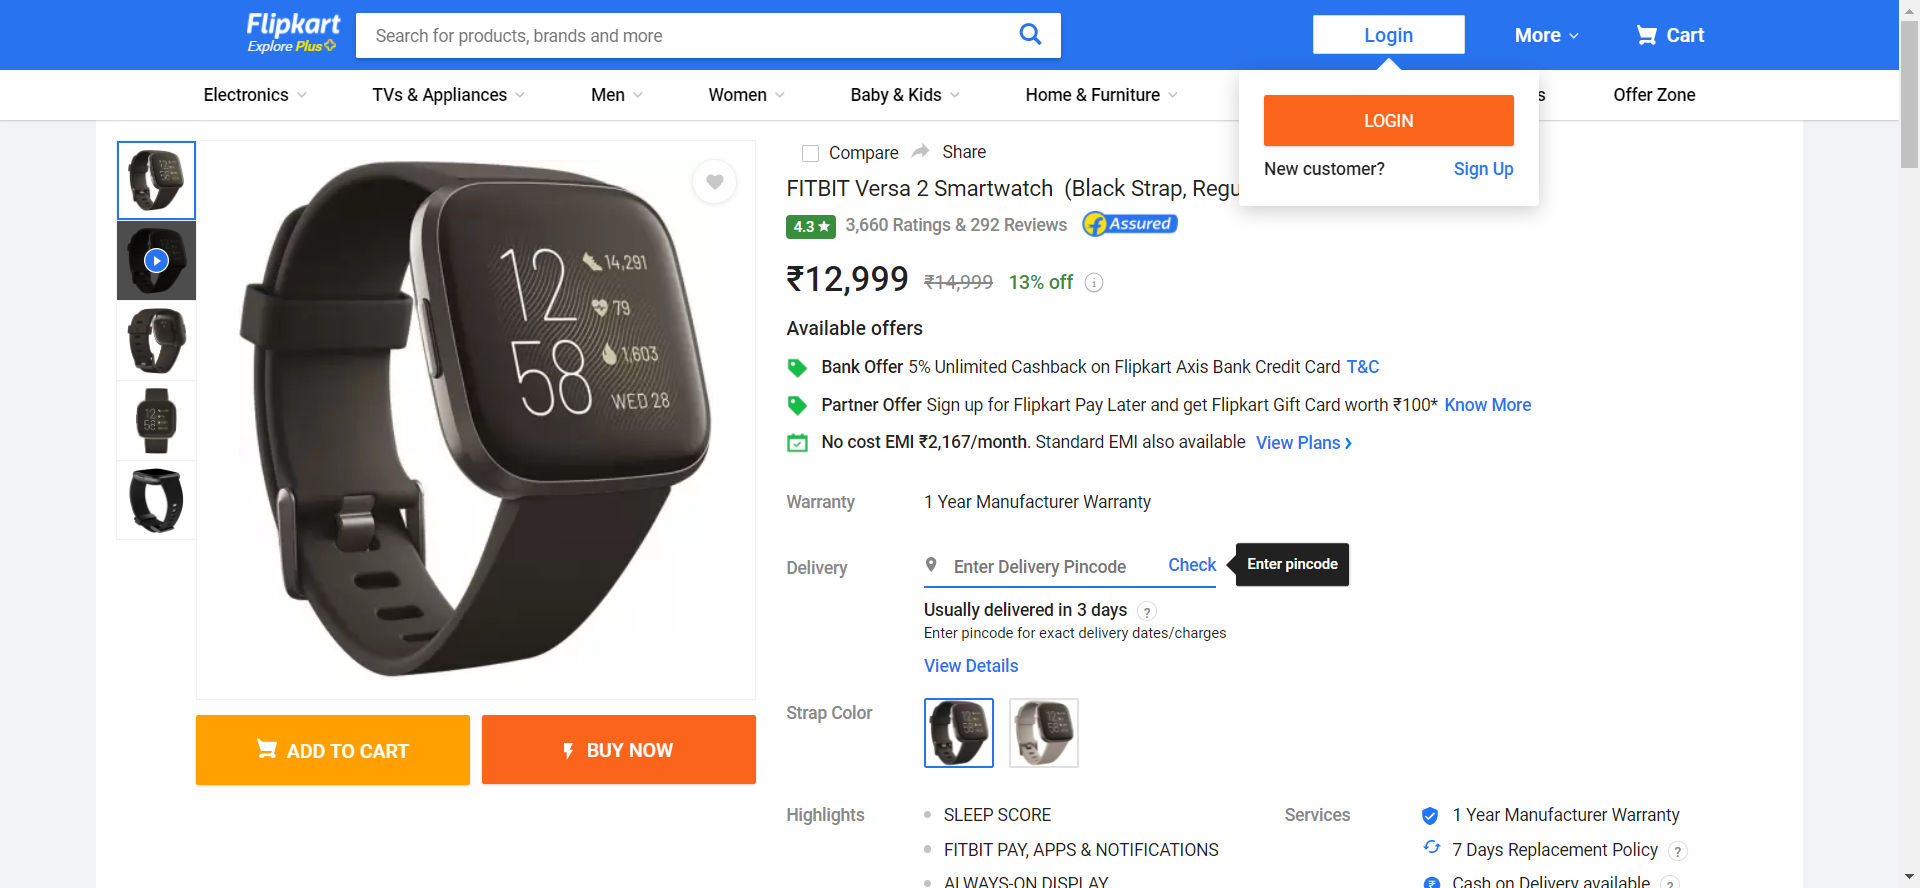 Flipkart
Explore Plus
Search for products, brands and more
Login
More
Cart
Electronics
TVs & Appliances
Men
Women
Baby & Kids
Home & Furniture
s
Offer Zone
LOGIN
New customer? Sign Up
Compare
Share
FITBIT Versa 2 Smartwatch (Black Strap, Regu
4.3 ★ 3,660 Ratings & 292 Reviews
Assured
₹12,999 ₹14,999 13% off
Available offers
Bank Offer 5% Unlimited Cashback on Flipkart Axis Bank Credit Card T&C
Partner Offer Sign up for Flipkart Pay Later and get Flipkart Gift Card worth ₹100* Know More
No cost EMI ₹2,167/month. Standard EMI also available View Plans
Warranty
1 Year Manufacturer Warranty
Delivery
Enter Delivery Pincode
Check
Enter pincode
Usually delivered in 3 days ?
Enter pincode for exact delivery dates/charges
View Details
Strap Color
12
58
14,291
79
1,603
WED 28
ADD TO CART
BUY NOW
Highlights
SLEEP SCORE
FITBIT PAY, APPS & NOTIFICATIONS
ALWAYS-ON DISPLAY
Services
1 Year Manufacturer Warranty
7 Days Replacement Policy ?
Cash on Delivery available ?